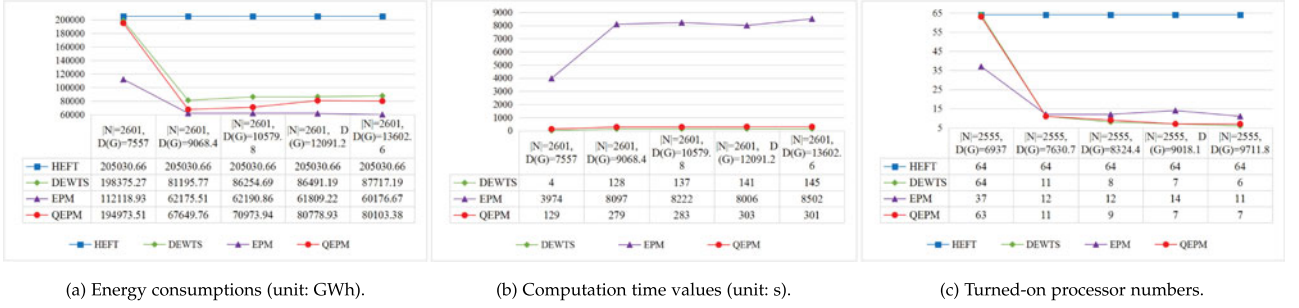 200000
180000
160000
140000
120000
100000
80000
60000
|N|=2601, |N|=2601, |N|=2601, |N|=2601, D |N|=2601,
D(G)=7557 D(G)=9068.4 D(G)=10579. (G)=12091.2 D(G)=13602.
8 6
HEFT 205030.66 205030.66 205030.66 205030.66 205030.66
DEWTS 198375.27 81195.77 86254.69 86491.19 87717.19
EPM 112118.93 62175.51 62190.86 61809.22 60176.67
QEPM 194973.51 67649.76 70973.94 80778.93 80103.38
HEFT DEWTS EPM QEPM
(a) Energy consumptions (unit: GWh).
9000
8000
7000
6000
5000
4000
3000
2000
1000
0
|N|=2601, |N|=2601, |N|=2601, |N|=2601, D |N|=2601,
D(G)=7557 D(G)=9068.4 D(G)=10579. (G)=12091.2 D(G)=13602.
8 6
DEWTS 4 128 137 141 145
EPM 3974 8097 8222 8006 8502
QEPM 129 279 283 303 301
DEWTS EPM QEPM
(b) Computation time values (unit: s).
65
55
45
35
25
15
5
|N|=2555, |N|=2555, |N|=2555, |N|=2555, D |N|=2555,
D(G)=6937 D(G)=7630.7 D(G)=8324.4 (G)=9018.1 D(G)=9711.8
HEFT 64 64 64 64 64
DEWTS 64 11 8 7 6
EPM 37 12 12 14 11
QEPM 63 11 9 7 7
HEFT DEWTS EPM QEPM
(c) Turned-on processor numbers.